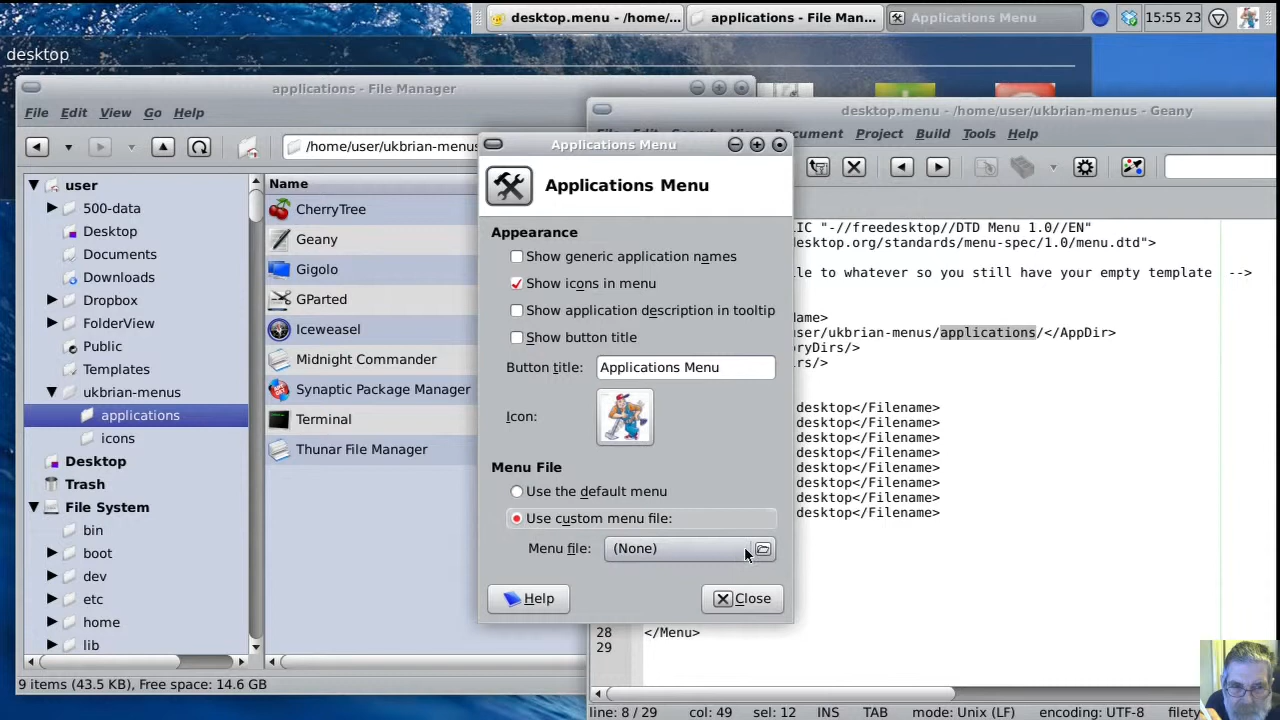 desktop.menu - /home/...
applications - File Man...
Applications Menu
15:55 23
desktop
applications - File Manager
File Edit View Go Help
/home/user/ukbrian-menus
user
500-data
Desktop
Documents
Downloads
Dropbox
FolderView
Public
Templates
ukbrian-menus
applications
icons
Desktop
Trash
File System
bin
boot
dev
etc
home
lib
Name
CherryTree
Geany
Gigolo
GParted
Iceweasel
Midnight Commander
Synaptic Package Manager
Terminal
Thunar File Manager
9 items (43.5 KB), Free space: 14.6 GB
Applications Menu
Applications Menu
Appearance
Show generic application names
Show icons in menu
Show application description in tooltip
Show button title
Button title: Applications Menu
Icon:
Menu File
Use the default menu
Use custom menu file:
Menu file: (None)
Help Close
desktop.menu - /home/user/ukbrian-menus - Geany
Project Build Tools Help
LIC "-//freedesktop//DTD Menu 1.0//EN"
desktop.org/standards/menu-spec/1.0/menu.dtd">
ile to whatever so you still have your empty template -->
ame>
user/ukbrian-menus/applications/</AppDir>
oryDirs/>
irs/>
desktop</Filename>
desktop</Filename>
desktop</Filename>
desktop</Filename>
desktop</Filename>
desktop</Filename>
desktop</Filename>
desktop</Filename>
28 </Menu>
29
line: 8 / 29 col: 49 sel: 12 INS TAB mode: Unix (LF) encoding: UTF-8 filety